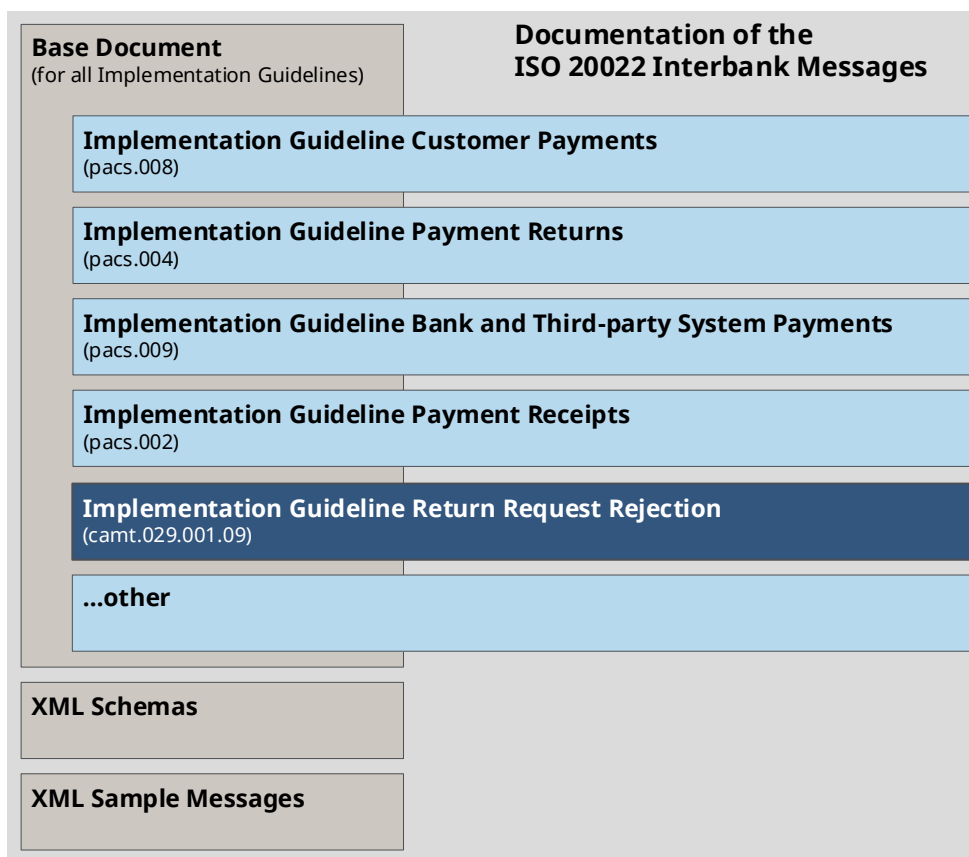 Base Document
(for all Implementation Guidelines)
Documentation of the
ISO 20022 Interbank Messages
Implementation Guideline Customer Payments
(pacs.008)
Implementation Guideline Payment Returns
(pacs.004)
Implementation Guideline Bank and Third-party System Payments
(pacs.009)
Implementation Guideline Payment Receipts
(pacs.002)
Implementation Guideline Return Request Rejection
(camt.029.001.09)
...other
XML Schemas
XML Sample Messages